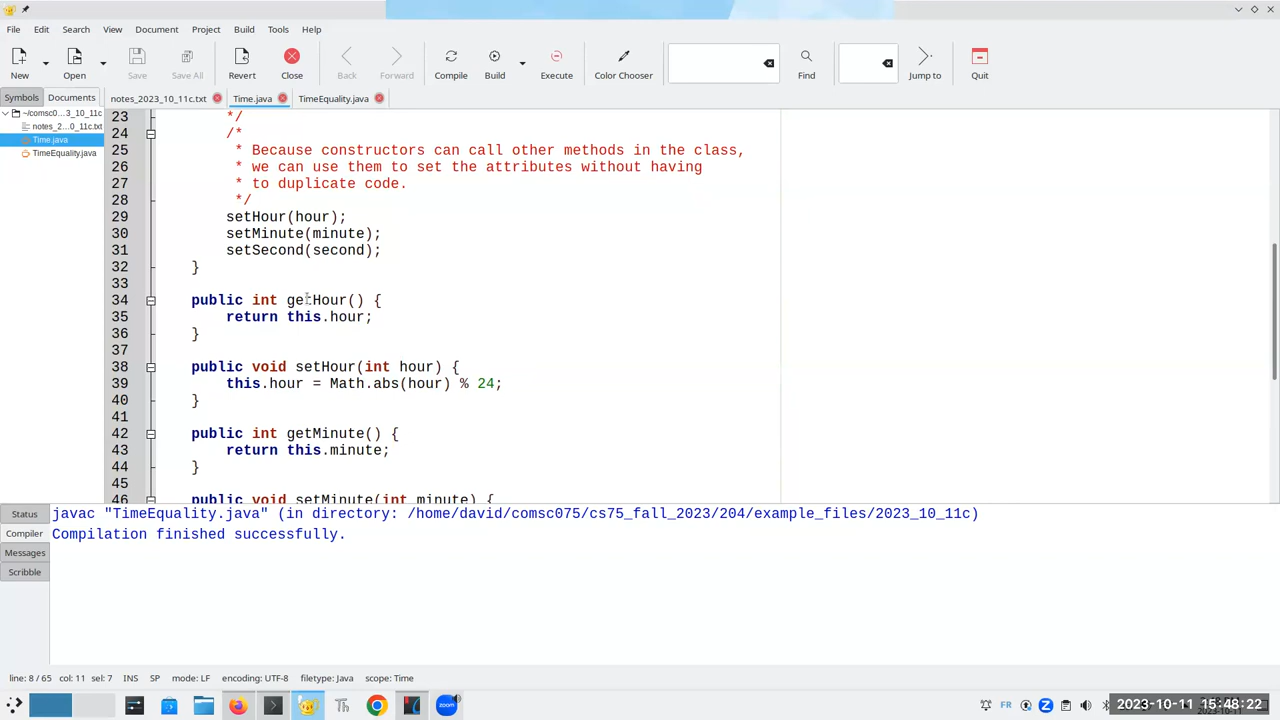 File Edit Search View Document Project Build Tools Help
New Open Save Save All Revert Close Back Forward Compile Build Execute Color Chooser Find Jump to Quit
Symbols Documents notes_2023_10_11c.txt Time.java TimeEquality.java
~/comsc0...3_10_11c
notes_2...0_11c.txt
Time.java
TimeEquality.java
23 */
24 /*
25 * Because constructors can call other methods in the class,
26 * we can use them to set the attributes without having
27 * to duplicate code.
28 */
29 setHour(hour);
30 setMinute(minute);
31 setSecond(second);
32 }
33
34 public int getHour() {
35 return this.hour;
36 }
37
38 public void setHour(int hour) {
39 this.hour = Math.abs(hour) % 24;
40 }
41
42 public int getMinute() {
43 return this.minute;
44 }
45
46 public void setMinute(int minute) {
Status
Compiler
Messages
Scribble
javac "TimeEquality.java" (in directory: /home/david/comsc075/cs75_fall_2023/204/example_files/2023_10_11c)
Compilation finished successfully.
line: 8 / 65 col: 11 sel: 7 INS SP mode: LF encoding: UTF-8 filetype: Java scope: Time
Th zoom FR 2023-10-11 15:48:22